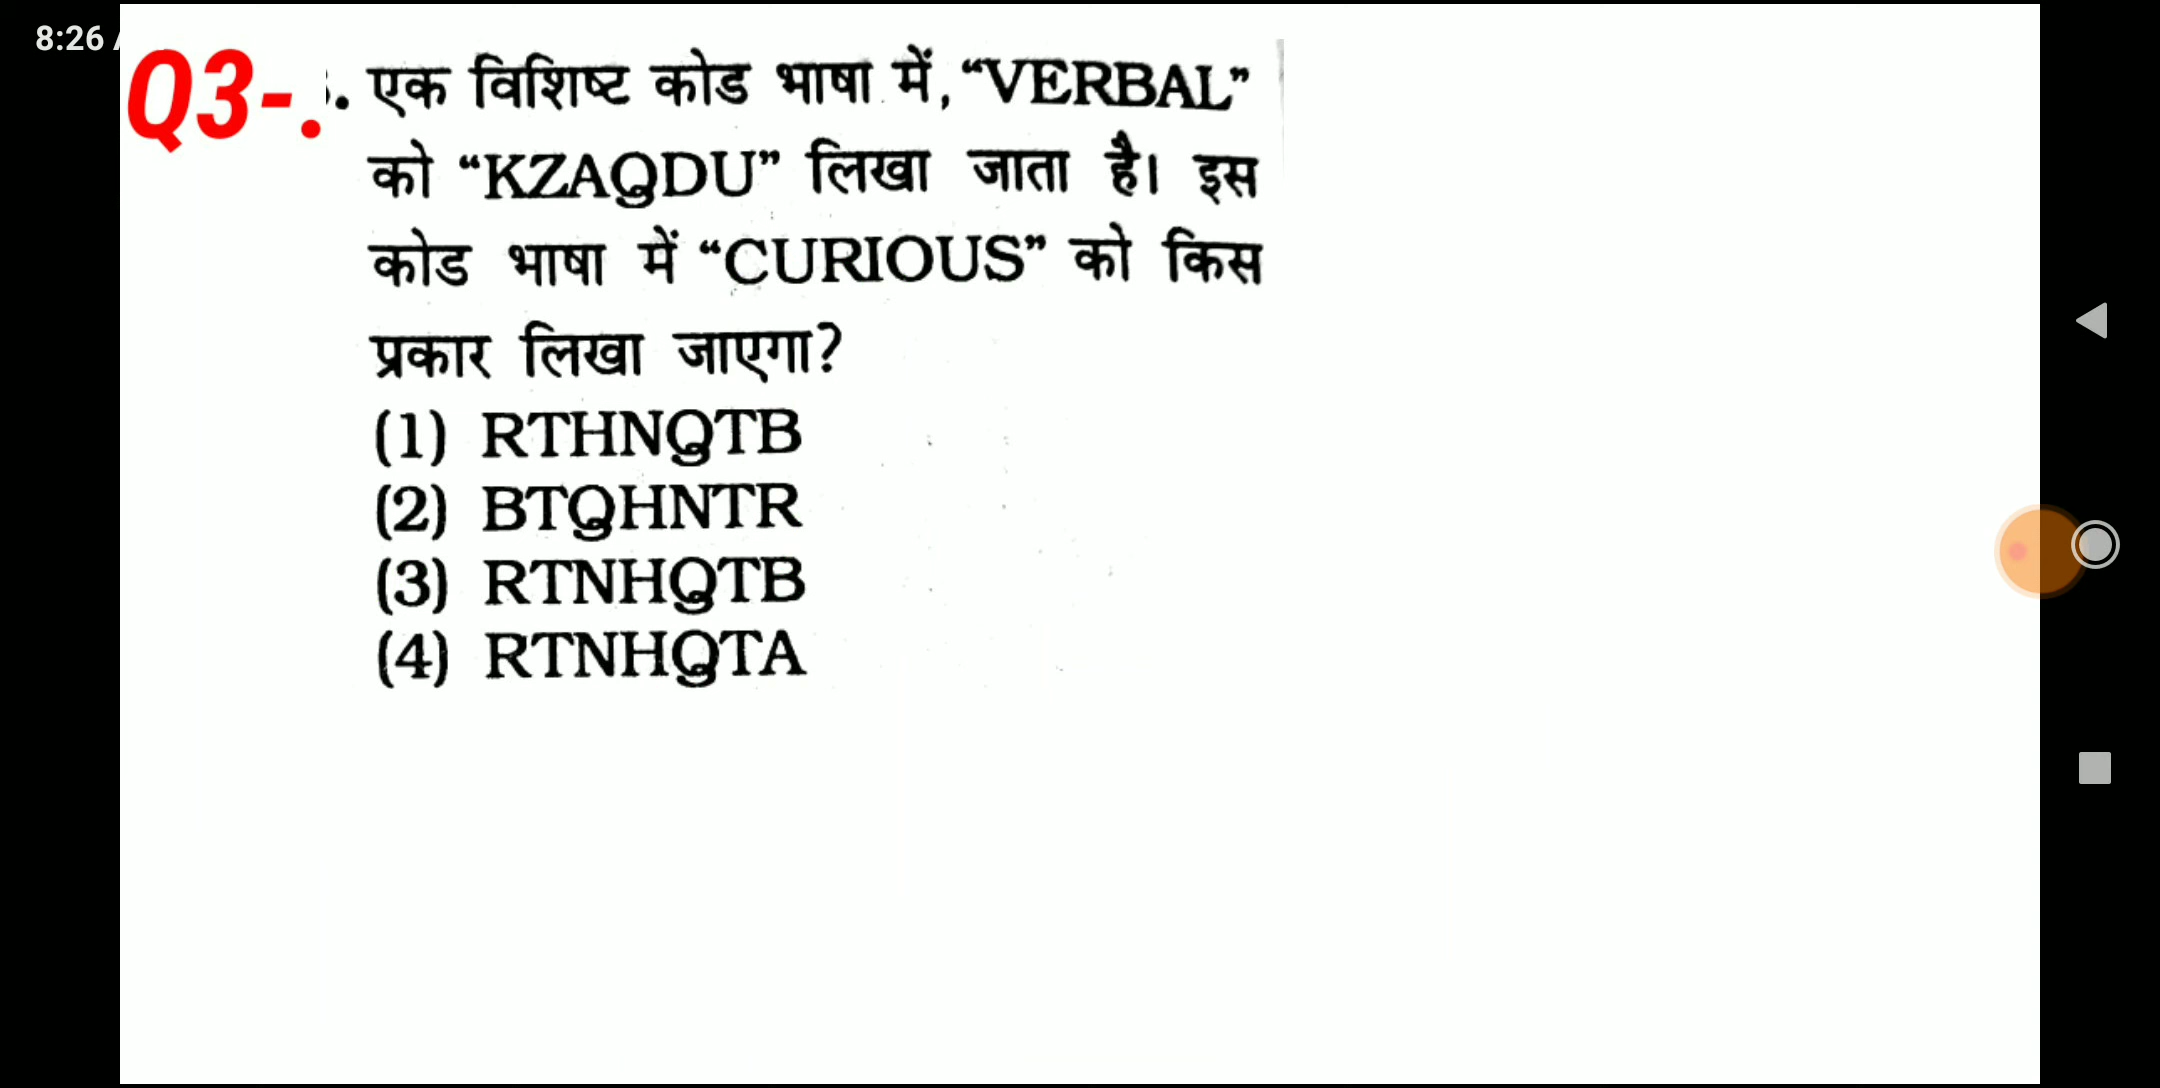 8:26
Q3-.
. एक विशिष्ट कोड भाषा में, “VERBAL”
को “KZAQDU” लिखा जाता है। इस
कोड भाषा में “CURIOUS” को किस
प्रकार लिखा जाएगा?
(1) RTHNQTB
(2) BTQHNTR
(3) RTNHQTB
(4) RTNHQTA